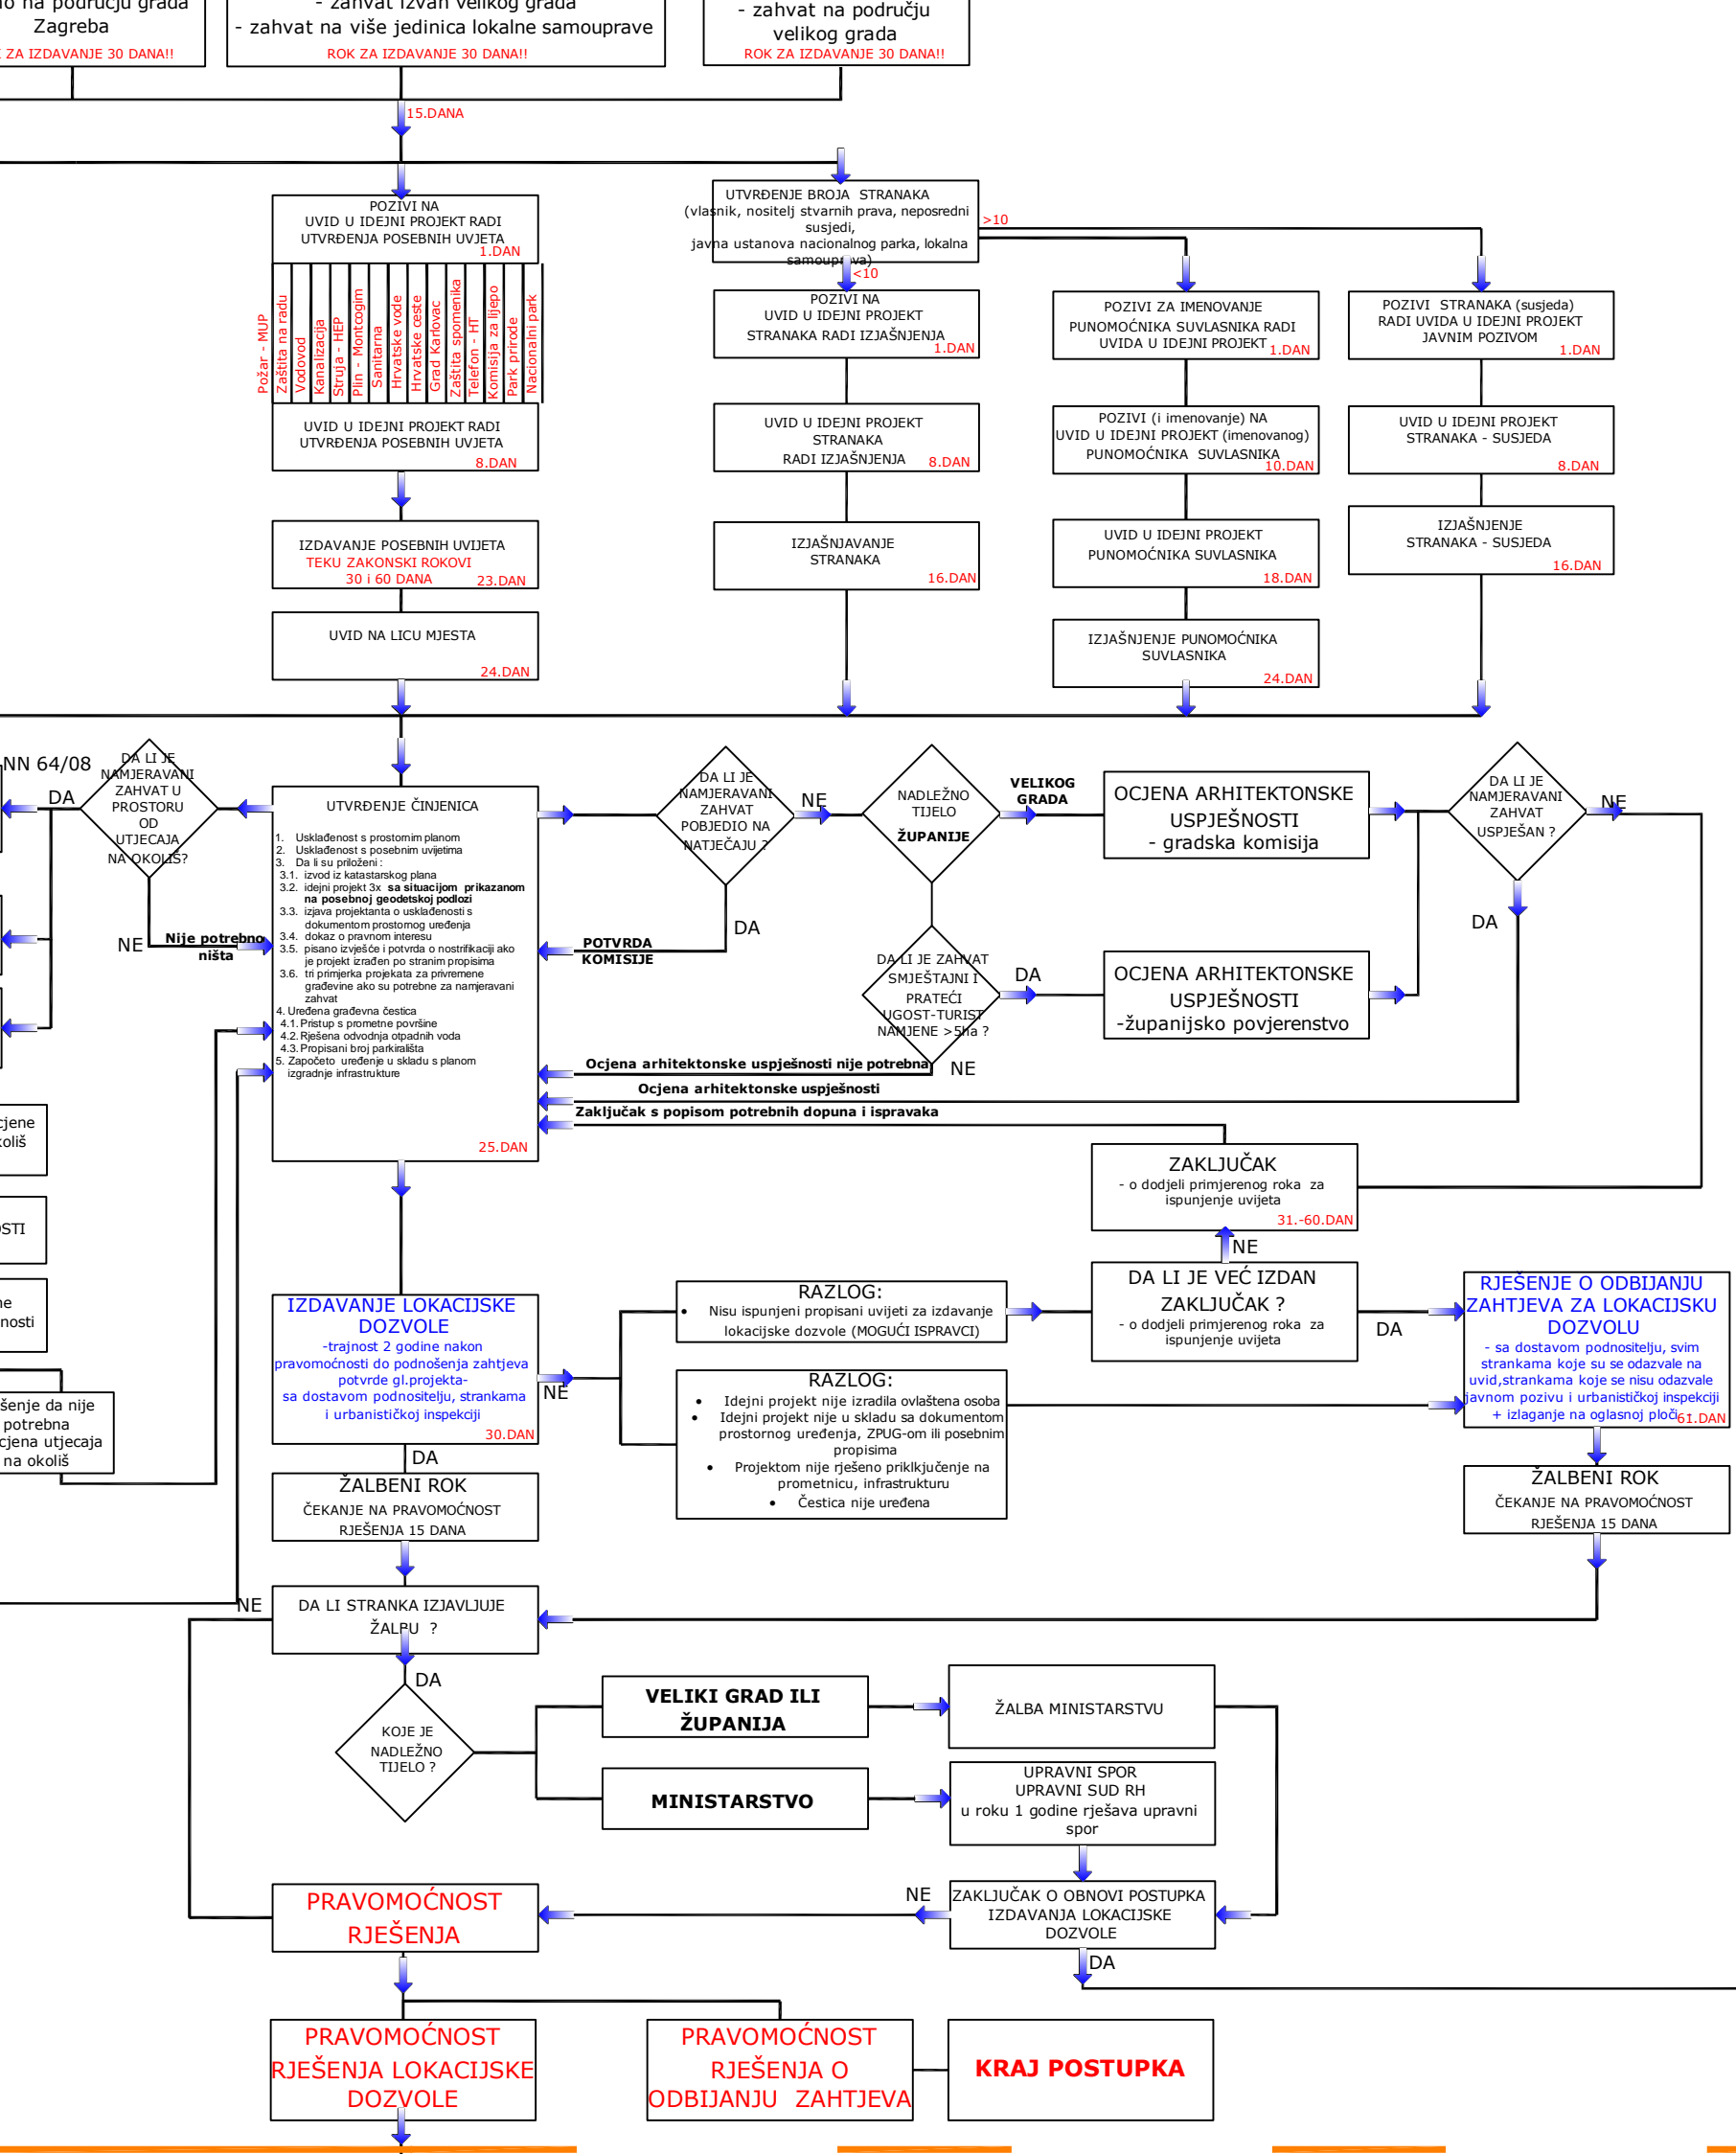 no na području grada
Zagreba
ZA IZDAVANJE 30 DANA!!
- zahvat izvan velikog grada
- zahvat na više jedinica lokalne samouprave
ROK ZA IZDAVANJE 30 DANA!!
- zahvat na području
velikog grada
ROK ZA IZDAVANJE 30 DANA!!
15.DANA
POZIVI NA
UVID U IDEJNI PROJEKT RADI
UTVRĐENJA POSEBNIH UVJETA
1.DAN
Požar - MUP
Zaštita na radu
Vodovod
Kanalizacija
Struja - HEP
Plin - Montcogim
Sanitarna
Hrvatske vode
Hrvatske ceste
Grad Karlovac
Zaštita spomenika
Telefon - HT
Komisija za lijepo
Park prirode
Nacionalni park
UVID U IDEJNI PROJEKT RADI
UTVRĐENJA POSEBNIH UVJETA
8.DAN
IZDAVANJE POSEBNIH UVIJETA
TEKU ZAKONSKI ROKOVI
30 i 60 DANA
23.DAN
UVID NA LICU MJESTA
24.DAN
UTVRĐENJE BROJA STRANAKA
(vlasnik, nositelj stvarnih prava, neposredni
susjedi,
javna ustanova nacionalnog parka, lokalna
samouprava)
>10
<10
POZIVI NA
UVID U IDEJNI PROJEKT
STRANAKA RADI IZJAŠNJENJA
1.DAN
UVID U IDEJNI PROJEKT
STRANAKA
RADI IZJAŠNJENJA
8.DAN
IZJAŠNJAVANJE
STRANAKA
16.DAN
POZIVI ZA IMENOVANJE
PUNOMOĆNIKA SUVLASNIKA RADI
UVIDA U IDEJNI PROJEKT
1.DAN
POZIVI (i imenovanje) NA
UVID U IDEJNI PROJEKT (imenovanog)
PUNOMOĆNIKA SUVLASNIKA
10.DAN
UVID U IDEJNI PROJEKT
PUNOMOĆNIKA SUVLASNIKA
18.DAN
IZJAŠNJENJE PUNOMOĆNIKA
SUVLASNIKA
24.DAN
POZIVI STRANAKA (susjeda)
RADI UVIDA U IDEJNI PROJEKT
JAVNIM POZIVOM
1.DAN
UVID U IDEJNI PROJEKT
STRANAKA - SUSJEDA
8.DAN
IZJAŠNJENJE
STRANAKA - SUSJEDA
16.DAN
NN 64/08
DA
DA LI JE
NAMJERAVANI
ZAHVAT U
PROSTORU
OD
UTJECAJA
NA OKOLIŠ?
NE
Nije potrebno
ništa
UTVRĐENJE ČINJENICA
1. Usklađenost s prostornim planom
2. Usklađenost s posebnim uvijetima
3. Da li su priloženi :
3.1. izvod iz katastarskog plana
3.2. idejni projekt 3x sa situacijom prikazanom
na posebnoj geodetskoj podlozi
3.3. izjava projektanta o usklađenosti s
dokumentom prostornog uređenja
3.4. dokaz o pravnom interesu
3.5. pisano izvješće i potvrda o nostrifikaciji ako
je projekt izrađen po stranim propisima
3.6. tri primjerka projekata za privremene
građevine ako su potrebne za namjeravani
zahvat
4. Uređena građevna čestica
4.1. Pristup s prometne površine
4.2. Rješena odvodnja otpadnih voda
4.3. Propisani broj parkirališta
5. Započeto uređenje u skladu s planom
izgradnje infrastrukture
25.DAN
DA LI JE
NAMJERAVANI
ZAHVAT
POBJEDIO NA
NATJEČAJU ?
NE
DA
POTVRDA
KOMISIJE
NADLEŽNO
TIJELO
ŽUPANIJE
VELIKOG
GRADA
OCJENA ARHITEKTONSKE
USPJEŠNOSTI
- gradska komisija
DA LI JE
NAMJERAVANI
ZAHVAT
USPJEŠAN ?
NE
DA
DA LI JE ZAHVAT
SMJEŠTAJNI I
PRATEĆI
UGOST-TURIST
NAMJENE >5ha ?
DA
NE
OCJENA ARHITEKTONSKE
USPJEŠNOSTI
-županijsko povjerenstvo
Ocjena arhitektonske uspješnosti nije potrebna
Ocjena arhitektonske uspješnosti
Zaključak s popisom potrebnih dopuna i ispravaka
ZAKLJUČAK
- o dodjeli primjerenog roka za
ispunjenje uvijeta
31.-60.DAN
NE
DA LI JE VEĆ IZDAN
ZAKLJUČAK ?
- o dodjeli primjerenog roka za
ispunjenje uvijeta
DA
RJEŠENJE O ODBIJANJU
ZAHTJEVA ZA LOKACIJSKU
DOZVOLU
- sa dostavom podnositelju, svim
strankama koje su se odazvale na
uvid,strankama koje se nisu odazvale
javnom pozivu i urbanističkoj inspekciji
+ izlaganje na oglasnoj ploči
61.DAN
ŽALBENI ROK
ČEKANJE NA PRAVOMOĆNOST
RJEŠENJA 15 DANA
cjene
koliš
OSTI
ne
nosti
šenje da nije
potrebna
cjena utjecaja
na okoliš
IZDAVANJE LOKACIJSKE
DOZVOLE
-trajnost 2 godine nakon
pravomoćnosti do podnošenja zahtjeva
potvrde gl.projekta-
sa dostavom podnositelju, strankama
i urbanističkoj inspekciji
30.DAN
NE
DA
RAZLOG:
• Nisu ispunjeni propisani uvijeti za izdavanje
lokacijske dozvole (MOGUĆI ISPRAVCI)
RAZLOG:
• Idejni projekt nije izradila ovlaštena osoba
• Idejni projekt nije u skladu sa dokumentom
prostornog uređenja, ZPUG-om ili posebnim
propisima
• Projektom nije rješeno priklkjučenje na
prometnicu, infrastrukturu
• Čestica nije uređena
ŽALBENI ROK
ČEKANJE NA PRAVOMOĆNOST
RJEŠENJA 15 DANA
NE
DA LI STRANKA IZJAVLJUJE
ŽALBU ?
DA
KOJE JE
NADLEŽNO
TIJELO ?
VELIKI GRAD ILI
ŽUPANIJA
ŽALBA MINISTARSTVU
MINISTARSTVO
UPRAVNI SPOR
UPRAVNI SUD RH
u roku 1 godine rješava upravni
spor
PRAVOMOĆNOST
RJEŠENJA
NE
ZAKLJUČAK O OBNOVI POSTUPKA
IZDAVANJA LOKACIJSKE
DOZVOLE
DA
PRAVOMOĆNOST
RJEŠENJA LOKACIJSKE
DOZVOLE
PRAVOMOĆNOST
RJEŠENJA O
ODBIJANJU ZAHTJEVA
KRAJ POSTUPKA